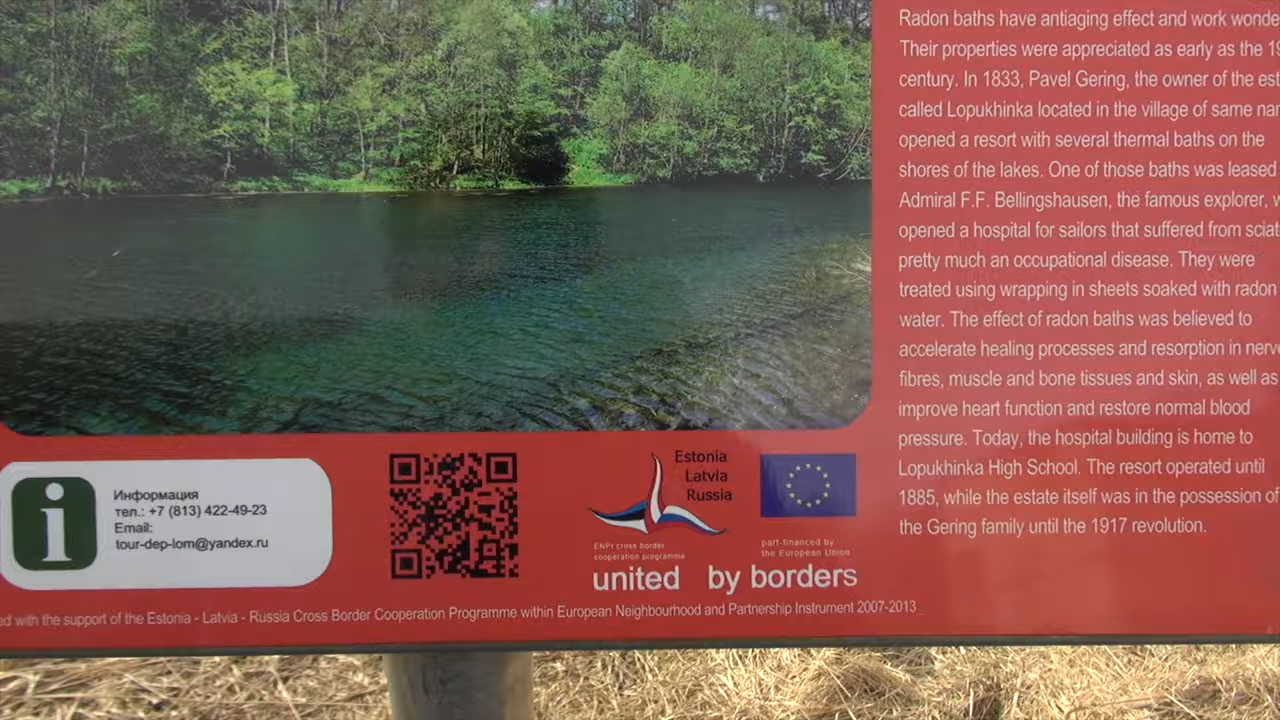 Radon baths have antiaging effect and work
Their properties were appreciated as early as the
century. In 1833, Pavel Gering, the owner of the
called Lopukhinka located in the village of same
opened a resort with several thermal baths on the
shores of the lakes. One of those baths was leased
Admiral F.F. Bellingshausen, the famous explorer,
opened a hospital for sailors that suffered from
pretty much an occupational disease. They were
treated using wrapping in sheets soaked with radon
water. The effect of radon baths was believed to
accelerate healing processes and resorption in
fibres, muscle and bone tissues and skin, as well as
improve heart function and restore normal blood
pressure. Today, the hospital building is home to
Lopukhinka High School. The resort operated until
1885, while the estate itself was in the possession of
the Gering family until the 1917 revolution.
i
Информация
тел.: +7 (813) 422-49-23
Email:
tour-dep-lom@yandex.ru
Estonia
Latvia
Russia
ENPI cross border
cooperation programme
part-financed by
the European Union
united by borders
with the support of the Estonia - Latvia - Russia Cross Border Cooperation Programme within European Neighbourhood and Partnership Instrument 2007-2013